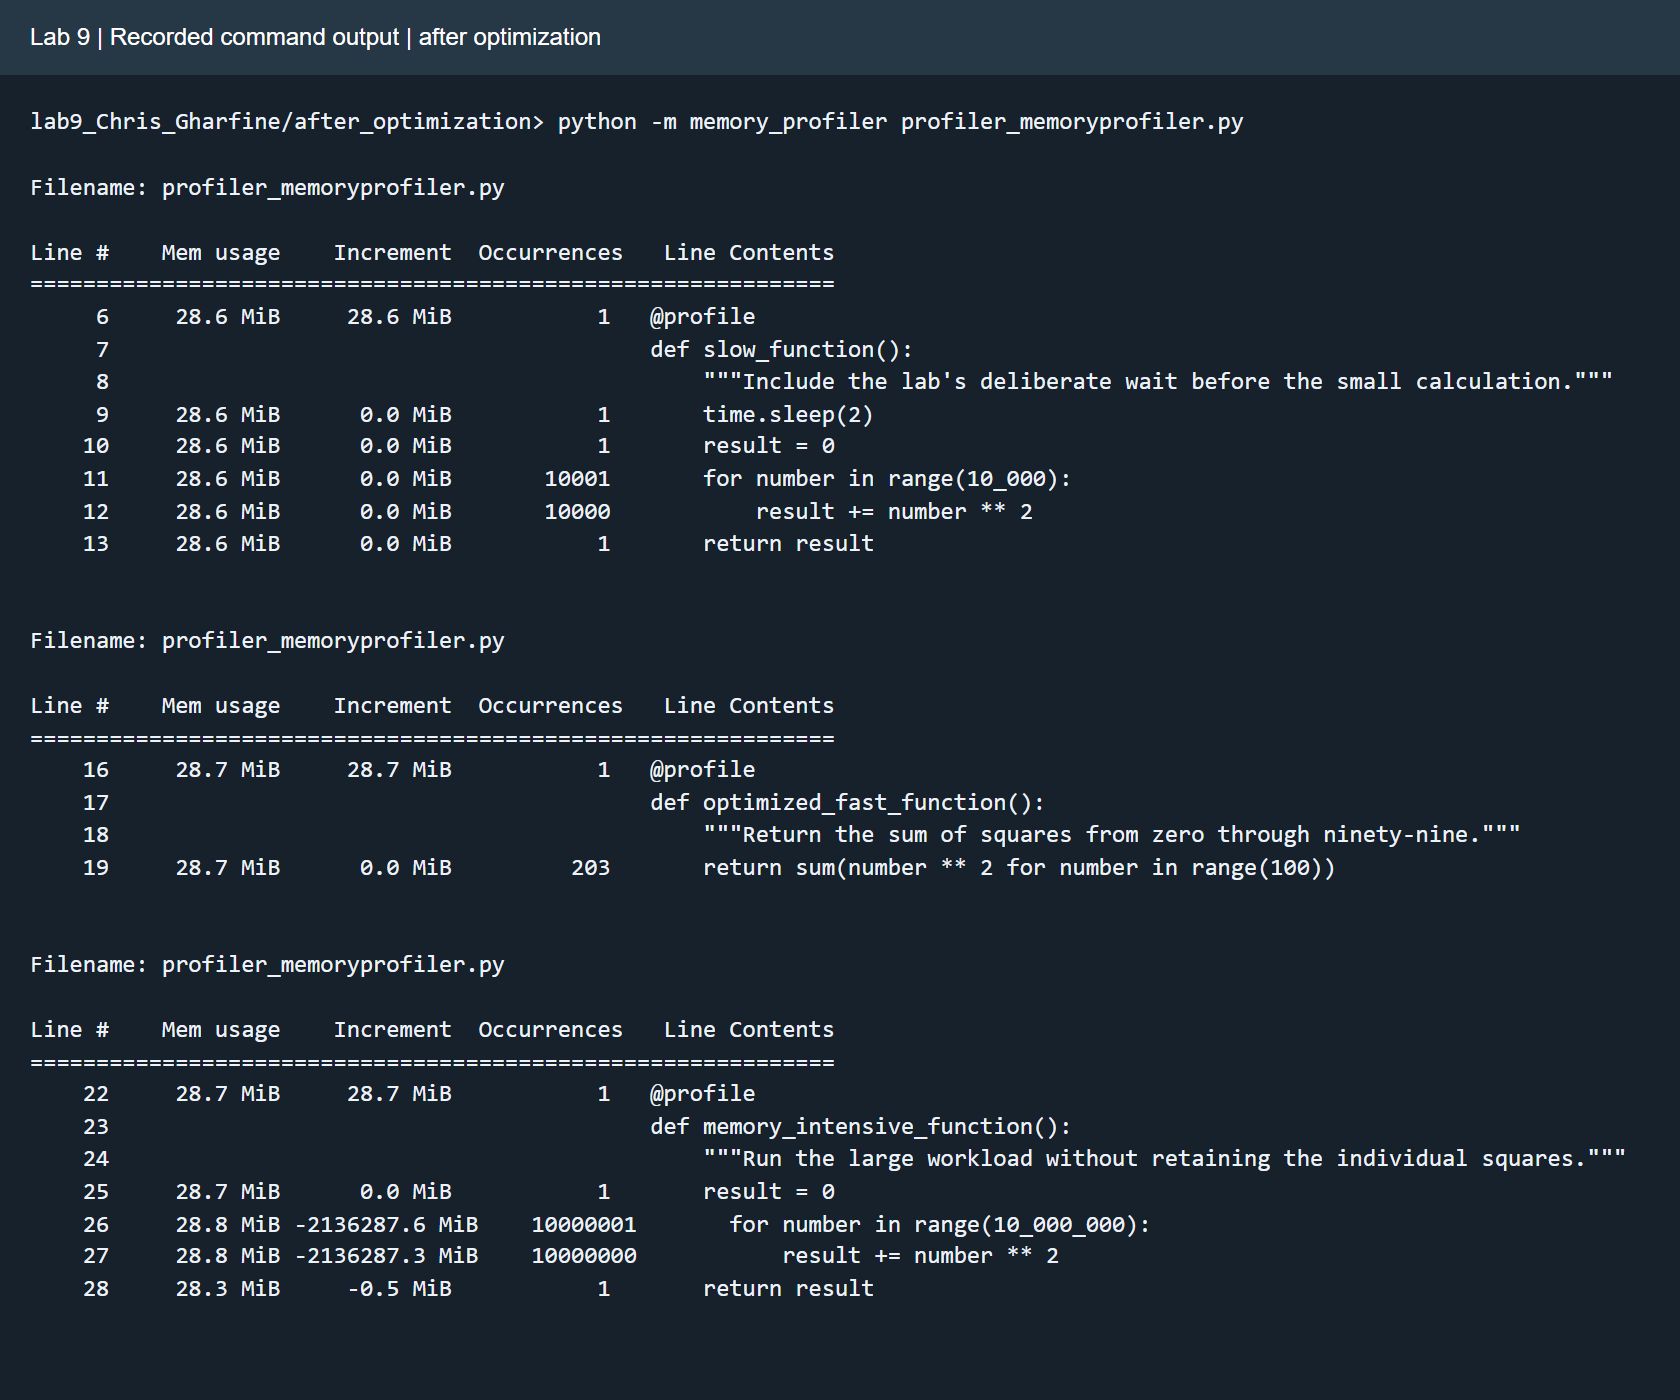 Lab 9 | Recorded command output | after optimization
lab9_Chris_Gharfine/after_optimization> python -m memory_profiler profiler_memoryprofiler.py
Filename: profiler_memoryprofiler.py
Line #    Mem usage    Increment  Occurrences   Line Contents
=============================================================
     6     28.6 MiB     28.6 MiB           1   @profile
     7                                         def slow_function():
     8                                             """Include the lab's deliberate wait before the small calculation."""
     9     28.6 MiB      0.0 MiB           1       time.sleep(2)
    10     28.6 MiB      0.0 MiB           1       result = 0
    11     28.6 MiB      0.0 MiB       10001       for number in range(10_000):
    12     28.6 MiB      0.0 MiB       10000           result += number ** 2
    13     28.6 MiB      0.0 MiB           1       return result
Filename: profiler_memoryprofiler.py
Line #    Mem usage    Increment  Occurrences   Line Contents
=============================================================
    16     28.7 MiB     28.7 MiB           1   @profile
    17                                         def optimized_fast_function():
    18                                             """Return the sum of squares from zero through ninety-nine."""
    19     28.7 MiB      0.0 MiB         203       return sum(number ** 2 for number in range(100))
Filename: profiler_memoryprofiler.py
Line #    Mem usage    Increment  Occurrences   Line Contents
=============================================================
    22     28.7 MiB     28.7 MiB           1   @profile
    23                                         def memory_intensive_function():
    24                                             """Run the large workload without retaining the individual squares."""
    25     28.7 MiB      0.0 MiB           1       result = 0
    26     28.8 MiB -2136287.6 MiB    10000001       for number in range(10_000_000):
    27     28.8 MiB -2136287.3 MiB    10000000           result += number ** 2
    28     28.3 MiB     -0.5 MiB           1       return result